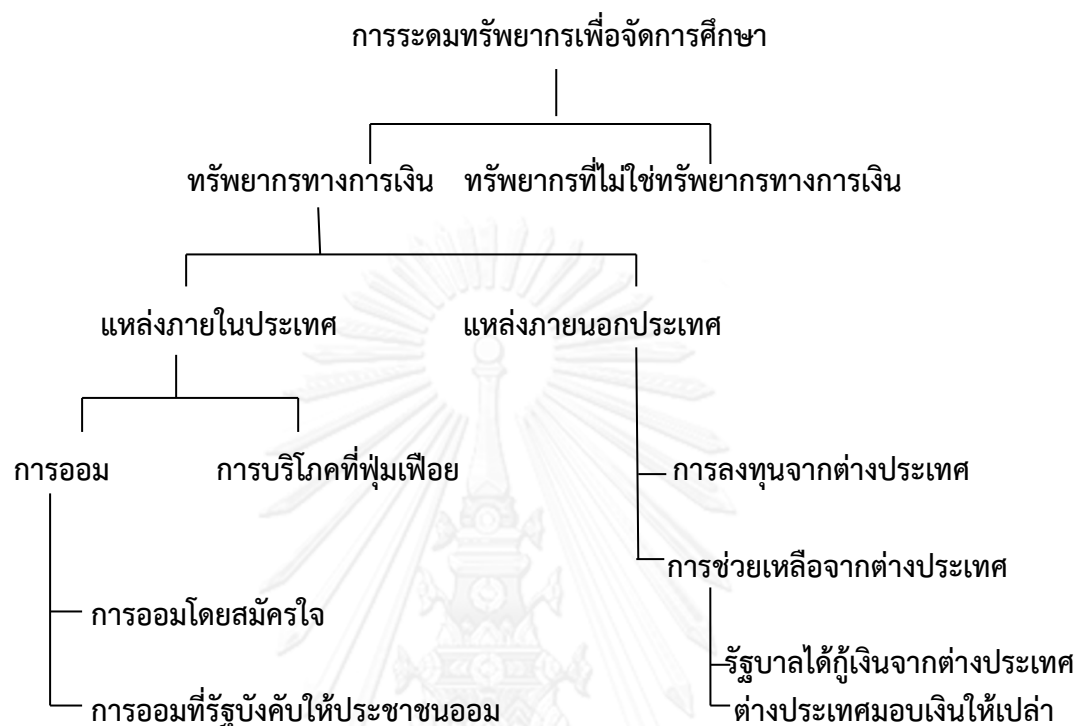 การระดมทรัพยากรเพื่อจัดการศึกษา
ทรัพยากรทางการเงิน ทรัพยากรที่ไม่ใช่ทรัพยากรทางการเงิน
แหล่งภายในประเทศ แหล่งภายนอกประเทศ
การออม การบริโภคที่ฟุ่มเฟือย การลงทุนจากต่างประเทศ
การช่วยเหลือจากต่างประเทศ
การออมโดยสมัครใจ
รัฐบาลได้กู้เงินจากต่างประเทศ
การออมที่รัฐบังคับให้ประชาชนออม ต่างประเทศมอบเงินให้เปล่า